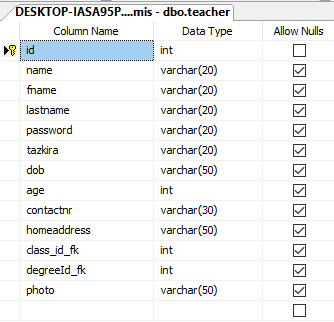 DESKTOP-IASA95P....mis - dbo.teacher
Column Name Data Type Allow Nulls
id int
name varchar(20)
fname varchar(20)
lastname varchar(20)
password varchar(20)
tazkira varchar(20)
dob varchar(50)
age int
contactnr varchar(30)
homeaddress varchar(50)
class_id_fk int
degreeId_fk int
photo varchar(50)